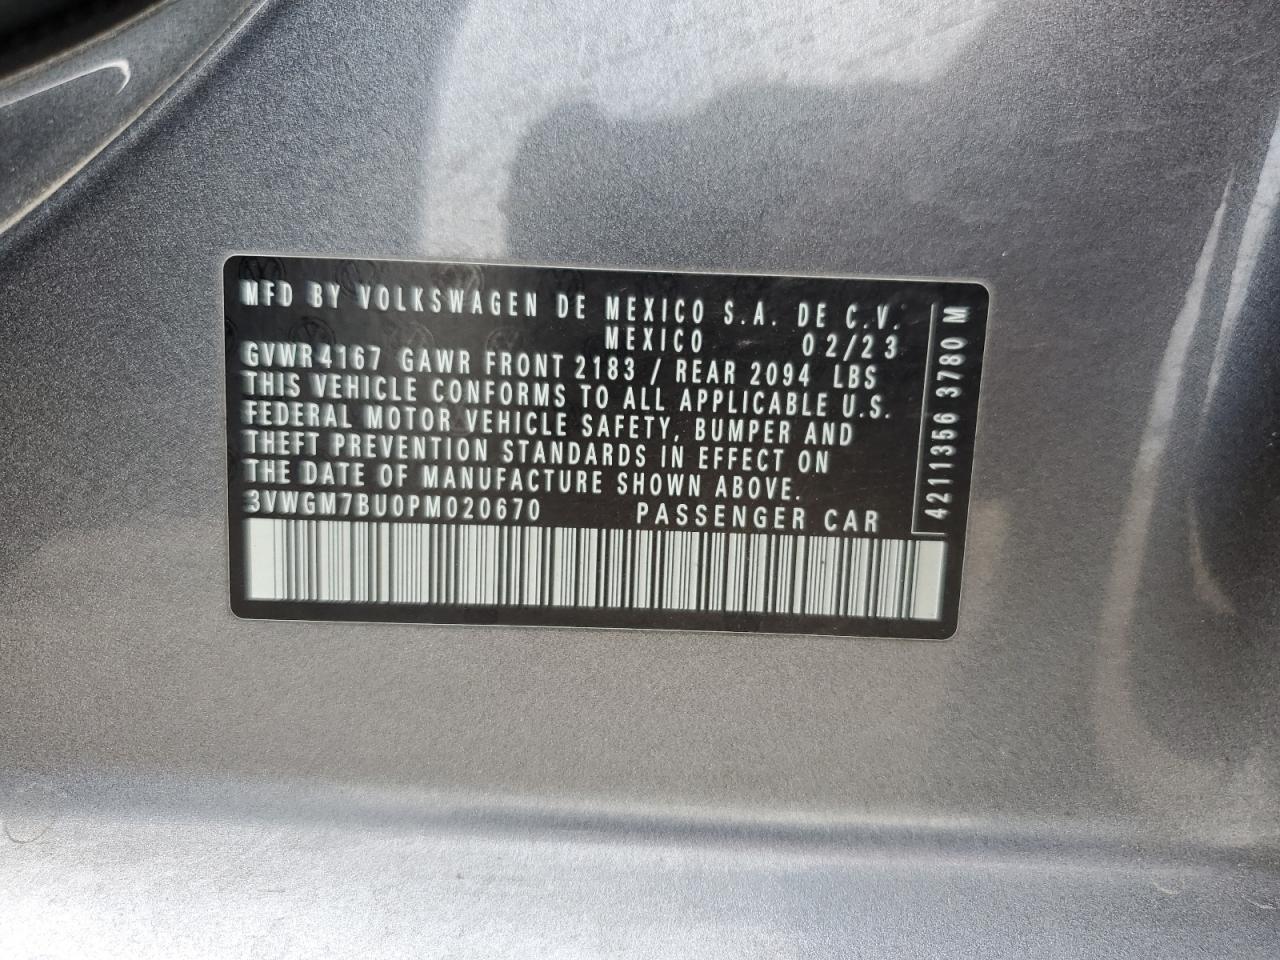 MFD BY VOLKSWAGEN DE MEXICO S.A. DE C.V.
MEXICO 02/23
GVWR 4167 GAWR FRONT 2183 / REAR 2094 LBS
THIS VEHICLE CONFORMS TO ALL APPLICABLE U.S.
FEDERAL MOTOR VEHICLE SAFETY, BUMPER AND
THEFT PREVENTION STANDARDS IN EFFECT ON
THE DATE OF MANUFACTURE SHOWN ABOVE.
3VWGM7BU0PM020670 PASSENGER CAR
4211356 3780 M